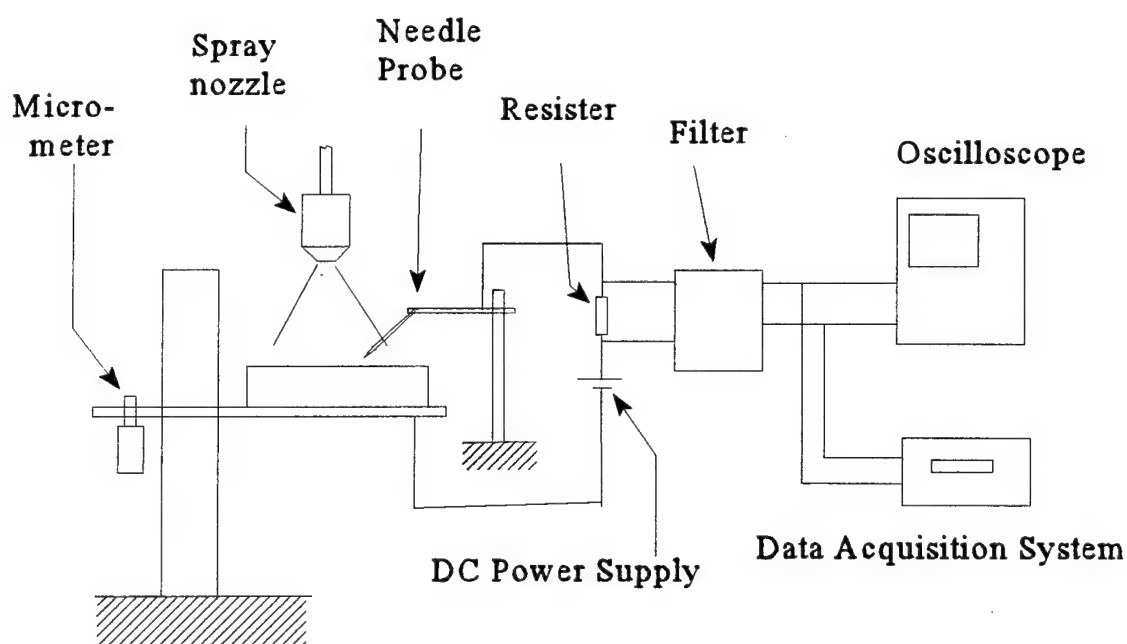 Spray
nozzle
Needle
Probe
Micro-
meter
Resister
Filter
Oscilloscope
DC Power Supply
Data Acquisition System